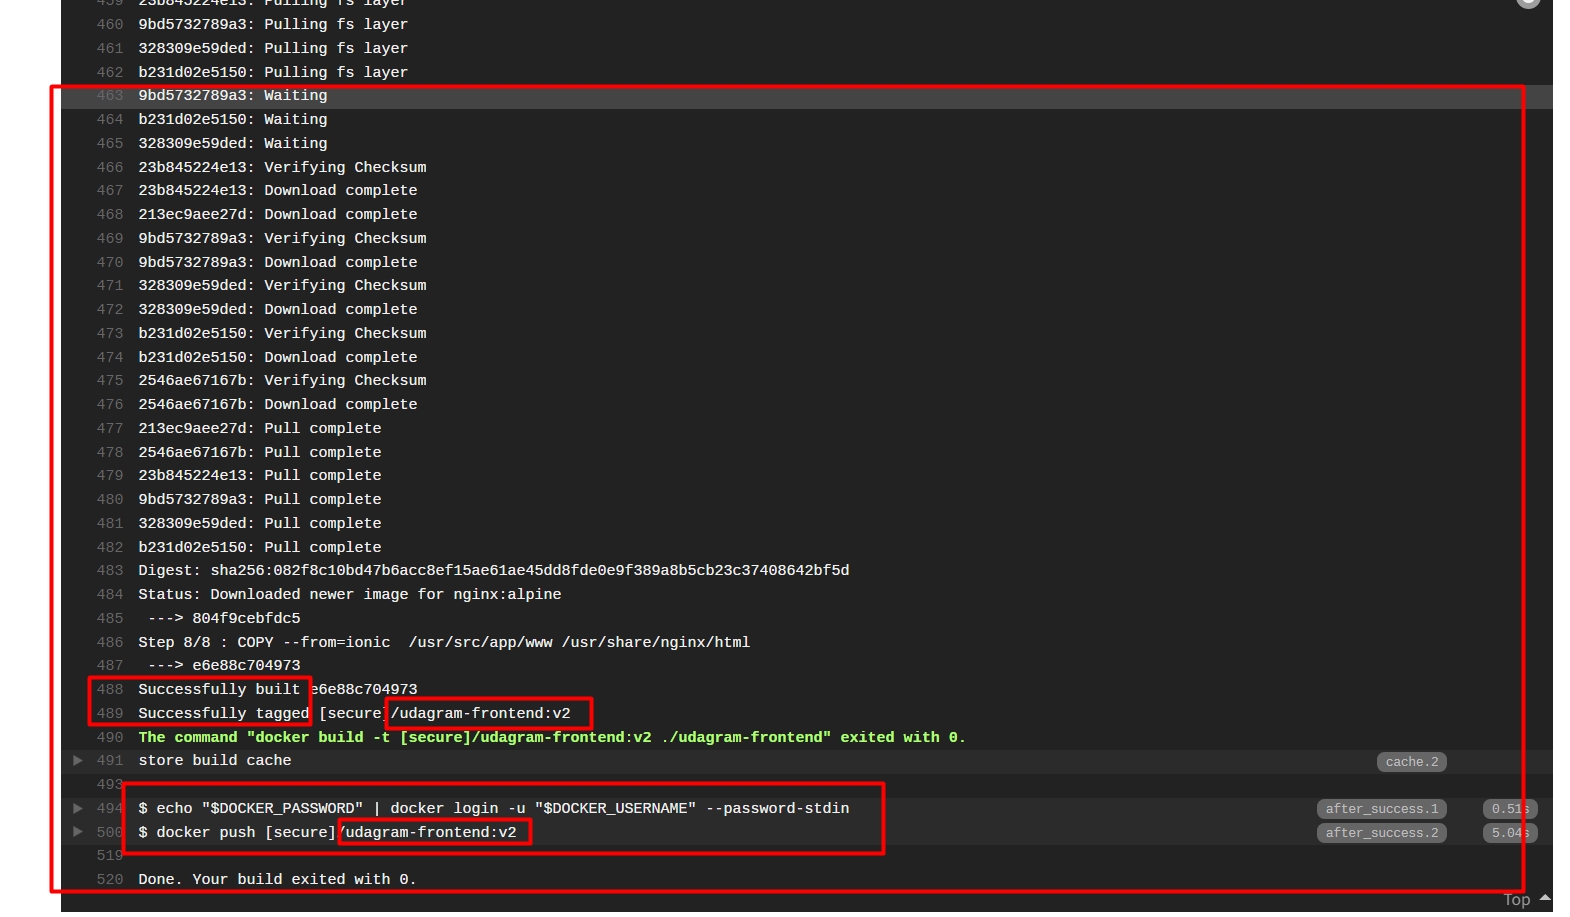 459 23b845224e13: Pulling fs layer
460 9bd5732789a3: Pulling fs layer
461 328309e59ded: Pulling fs layer
462 b231d02e5150: Pulling fs layer
463 9bd5732789a3: Waiting
464 b231d02e5150: Waiting
465 328309e59ded: Waiting
466 23b845224e13: Verifying Checksum
467 23b845224e13: Download complete
468 213ec9aee27d: Download complete
469 9bd5732789a3: Verifying Checksum
470 9bd5732789a3: Download complete
471 328309e59ded: Verifying Checksum
472 328309e59ded: Download complete
473 b231d02e5150: Verifying Checksum
474 b231d02e5150: Download complete
475 2546ae67167b: Verifying Checksum
476 2546ae67167b: Download complete
477 213ec9aee27d: Pull complete
478 2546ae67167b: Pull complete
479 23b845224e13: Pull complete
480 9bd5732789a3: Pull complete
481 328309e59ded: Pull complete
482 b231d02e5150: Pull complete
483 Digest: sha256:082f8c10bd47b6acc8ef15ae61ae45dd8fde0e9f389a8b5cb23c37408642bf5d
484 Status: Downloaded newer image for nginx:alpine
485 ---> 804f9cebfdc5
486 Step 8/8 : COPY --from=ionic  /usr/src/app/www /usr/share/nginx/html
487 ---> e6e88c704973
488 Successfully built e6e88c704973
489 Successfully tagged [secure]/udagram-frontend:v2
490 The command "docker build -t [secure]/udagram-frontend:v2 ./udagram-frontend" exited with 0.
491 store build cache cache.2
493
494 $ echo "$DOCKER_PASSWORD" | docker login -u "$DOCKER_USERNAME" --password-stdin after_success.1 0.51s
500 $ docker push [secure]/udagram-frontend:v2 after_success.2 5.04s
519
520 Done. Your build exited with 0.
Top